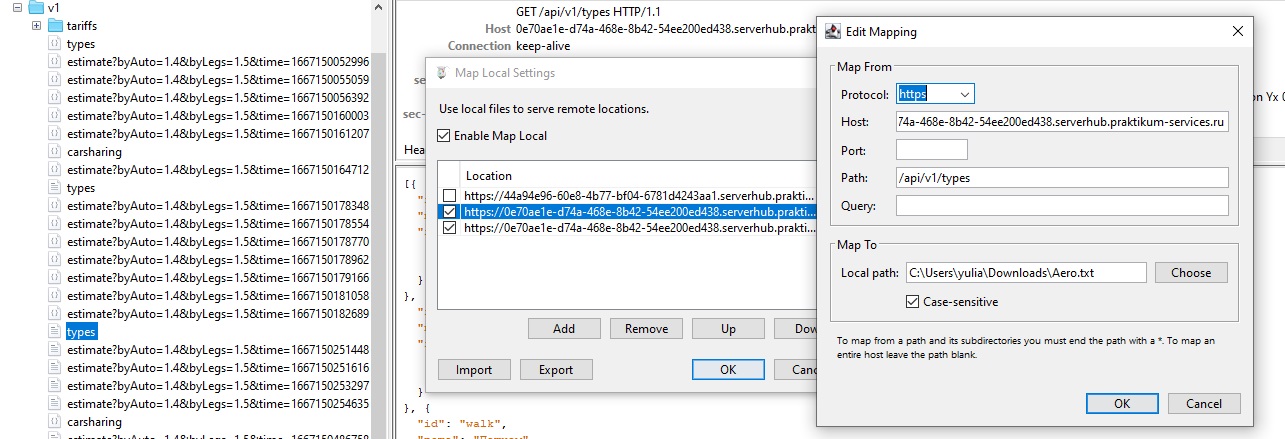 v1
tariffs
types
estimate?byAuto=1.4&byLegs=1.5&time=1667150052996
estimate?byAuto=1.4&byLegs=1.5&time=1667150055059
estimate?byAuto=1.4&byLegs=1.5&time=1667150056392
estimate?byAuto=1.4&byLegs=1.5&time=1667150160003
estimate?byAuto=1.4&byLegs=1.5&time=1667150161207
carsharing
estimate?byAuto=1.4&byLegs=1.5&time=1667150164712
types
estimate?byAuto=1.4&byLegs=1.5&time=1667150178348
estimate?byAuto=1.4&byLegs=1.5&time=1667150178554
estimate?byAuto=1.4&byLegs=1.5&time=1667150178770
estimate?byAuto=1.4&byLegs=1.5&time=1667150178962
estimate?byAuto=1.4&byLegs=1.5&time=1667150179166
estimate?byAuto=1.4&byLegs=1.5&time=1667150181058
estimate?byAuto=1.4&byLegs=1.5&time=1667150182689
types
estimate?byAuto=1.4&byLegs=1.5&time=1667150251448
estimate?byAuto=1.4&byLegs=1.5&time=1667150251616
estimate?byAuto=1.4&byLegs=1.5&time=1667150253297
estimate?byAuto=1.4&byLegs=1.5&time=1667150254635
carsharing
GET /api/v1/types HTTP/1.1
Host 0e70ae1e-d74a-468e-8b42-54ee200ed438.serverhub.prakti
Connection keep-alive
se
sec-
on Yx
Hea
[{
}
},
}
}, {
"id": "walk",
Map Local Settings
Use local files to serve remote locations.
Enable Map Local
Location
https://44a94e96-60e8-4b77-bf04-6781d4243aa1.serverhub.prakti...
https://0e70ae1e-d74a-468e-8b42-54ee200ed438.serverhub.prakti...
https://0e70ae1e-d74a-468e-8b42-54ee200ed438.serverhub.prakti...
Add Remove Up Dow
Import Export OK Canc
Edit Mapping
Map From
Protocol: https
Host: 74a-468e-8b42-54ee200ed438.serverhub.praktikum-services.ru
Port:
Path: /api/v1/types
Query:
Map To
Local path: C:\Users\yulia\Downloads\Aero.txt Choose
Case-sensitive
To map from a path and its subdirectories you must end the path with a *. To map an
entire host leave the path blank.
OK Cancel